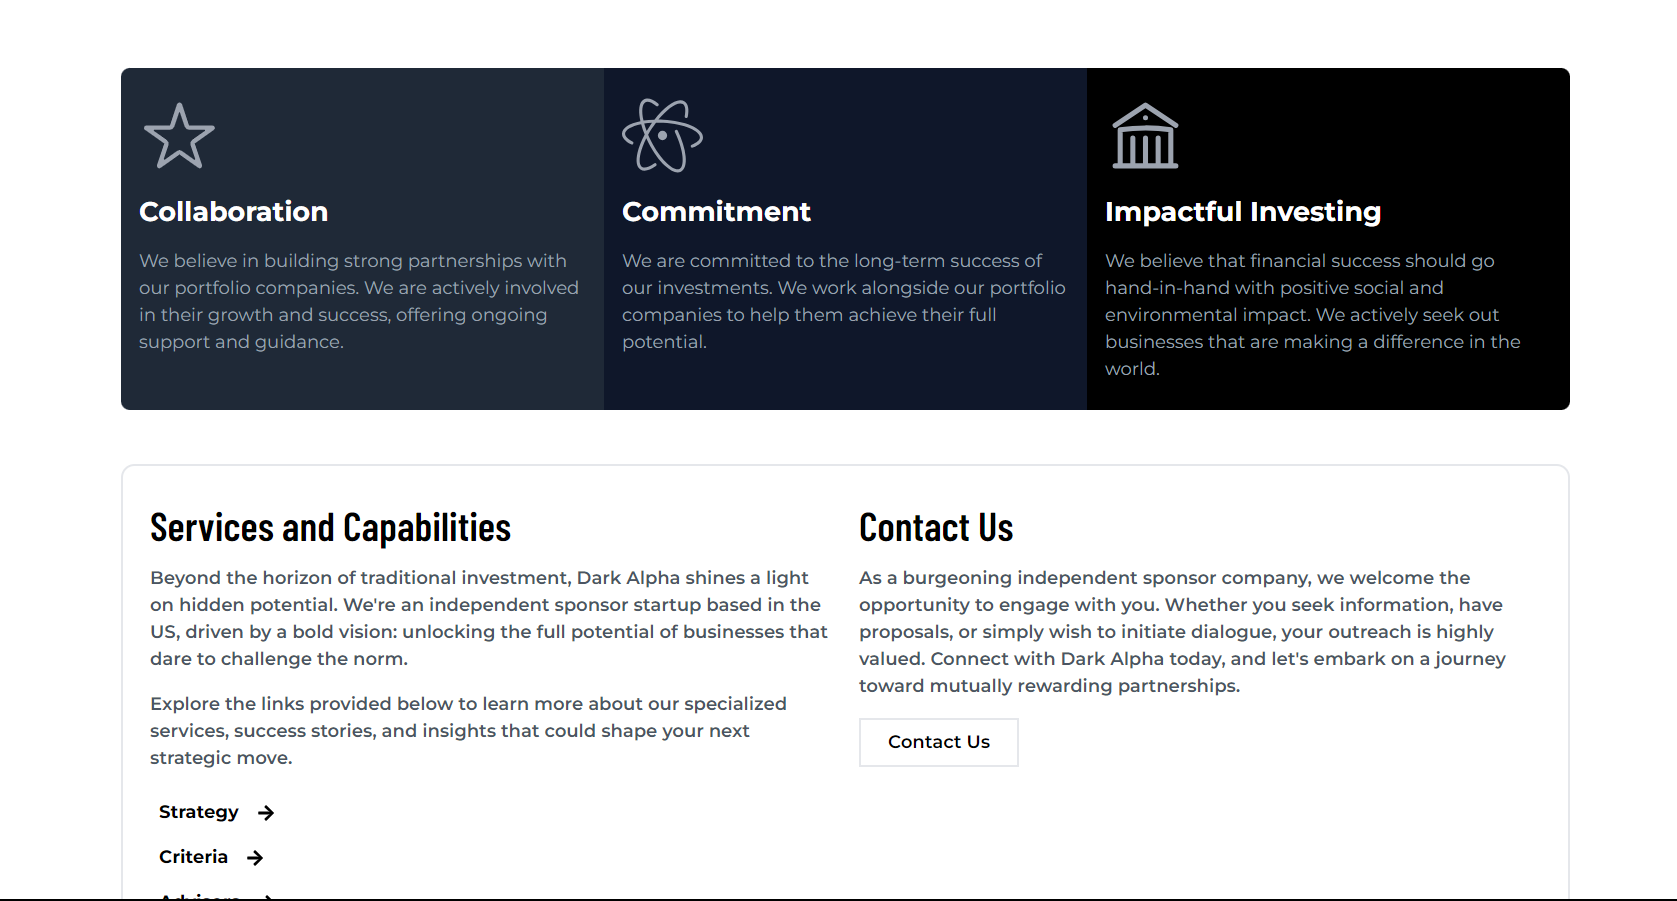 Collaboration
We believe in building strong partnerships with
our portfolio companies. We are actively involved
in their growth and success, offering ongoing
support and guidance.
Commitment
We are committed to the long-term success of
our investments. We work alongside our portfolio
companies to help them achieve their full
potential.
Impactful Investing
We believe that financial success should go
hand-in-hand with positive social and
environmental impact. We actively seek out
businesses that are making a difference in the
world.
Services and Capabilities
Beyond the horizon of traditional investment, Dark Alpha shines a light
on hidden potential. We're an independent sponsor startup based in the
US, driven by a bold vision: unlocking the full potential of businesses that
dare to challenge the norm.
Explore the links provided below to learn more about our specialized
services, success stories, and insights that could shape your next
strategic move.
Strategy
Criteria
Contact Us
As a burgeoning independent sponsor company, we welcome the
opportunity to engage with you. Whether you seek information, have
proposals, or simply wish to initiate dialogue, your outreach is highly
valued. Connect with Dark Alpha today, and let's embark on a journey
toward mutually rewarding partnerships.
Contact Us